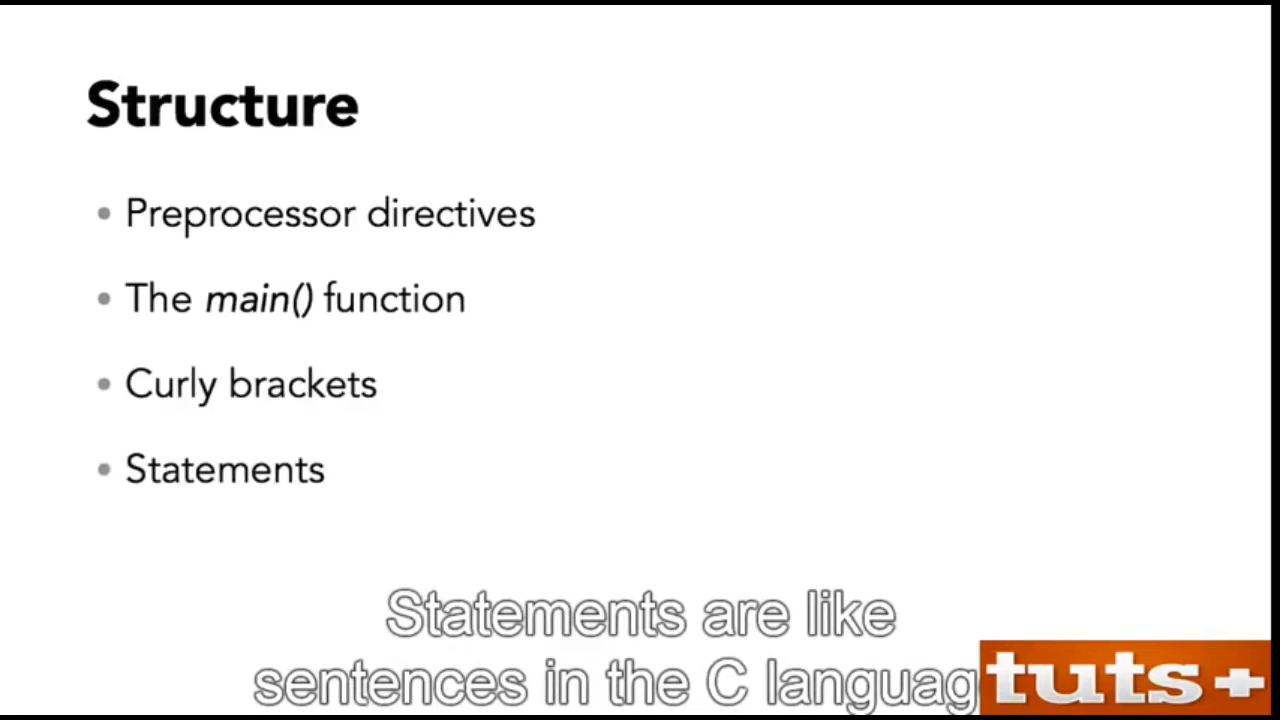 Structure
• Preprocessor directives
• The main() function
• Curly brackets
• Statements
Statements are like
sentences in the C languag
tuts+